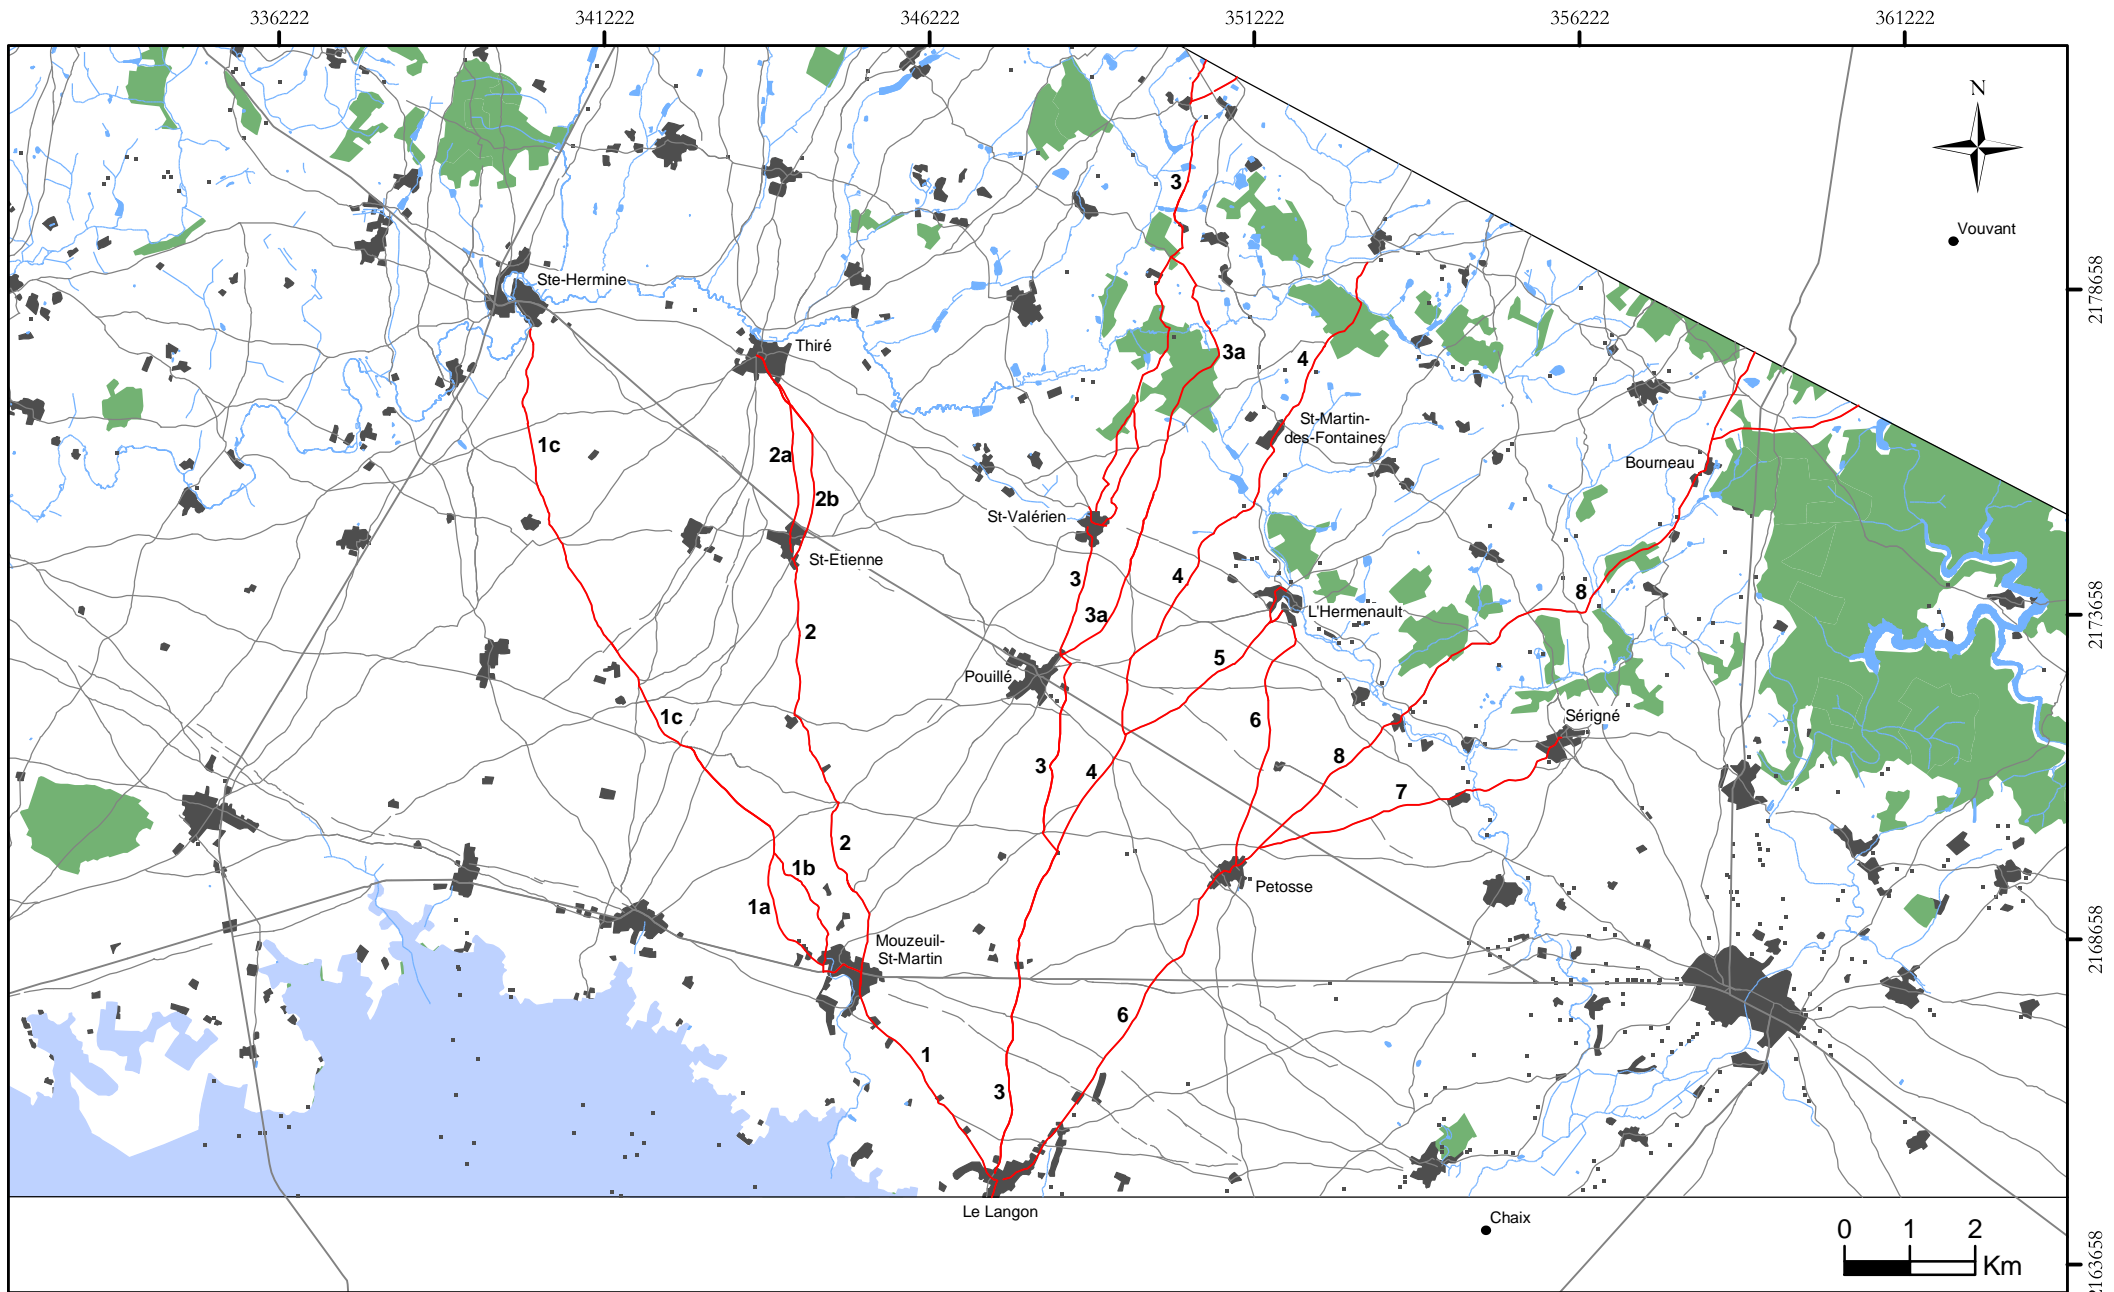 336222 341222 346222 351222 356222 361222
N
Vouvant
3
Ste-Hermine
2178658
Thiré
3a
4
St-Martin-
des-Fontaines
1c
2a
Bourneau
2b
St-Valérien
St-Etienne
3
4
8
L'Hermenault
2173658
3a
2
5
Pouillé
1c
6
Sérigné
3
4
8
7
2
1b
Petosse
1a
Mouzeuil-
St-Martin
2168658
6
1
3
Le Langon
Chaix
0 1 2
Km
2163658